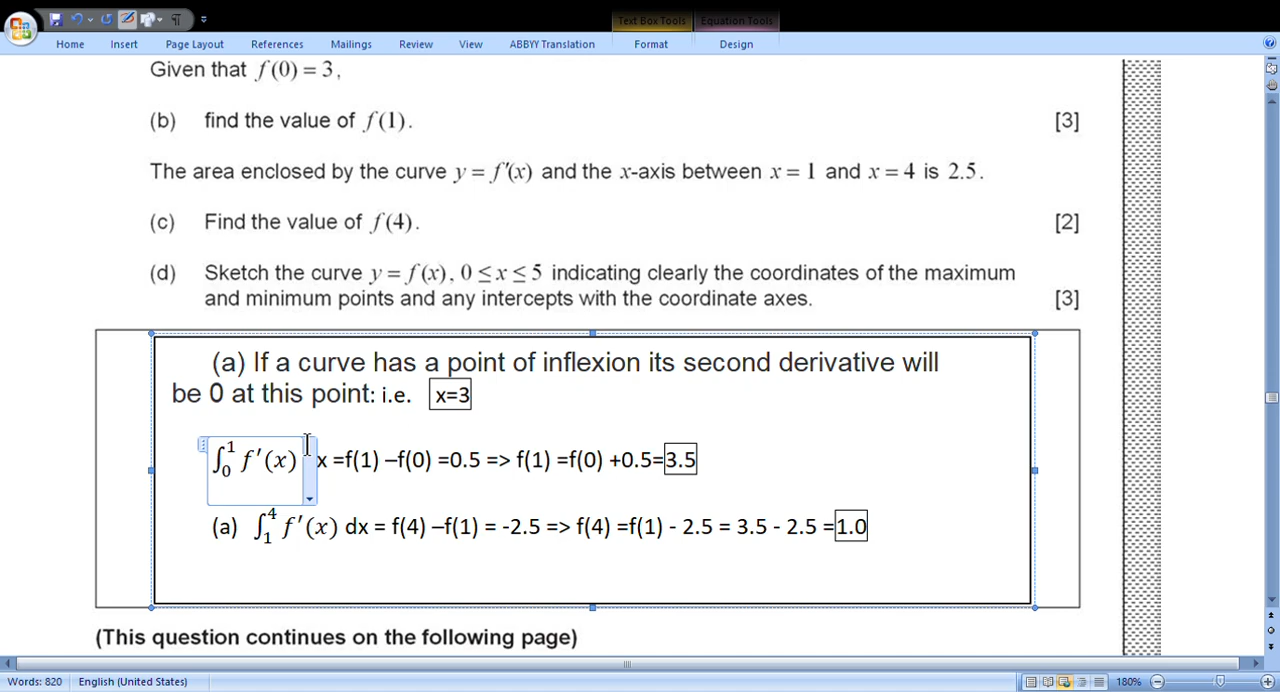 Text Box Tools Equation Tools
Home Insert Page Layout References Mailings Review View ABBYY Translation Format Design
Given that f(0) = 3,
(b) find the value of f(1). [3]
The area enclosed by the curve y = f′(x) and the x-axis between x = 1 and x = 4 is 2.5.
(c) Find the value of f(4). [2]
(d) Sketch the curve y = f(x), 0 ≤ x ≤ 5 indicating clearly the coordinates of the maximum
and minimum points and any intercepts with the coordinate axes. [3]
(a) If a curve has a point of inflexion its second derivative will
be 0 at this point: i.e. x=3
∫₀¹ f′(x) x =f(1) –f(0) =0.5 => f(1) =f(0) +0.5=3.5
(a) ∫₁⁴ f′(x) dx = f(4) –f(1) = -2.5 => f(4) =f(1) - 2.5 = 3.5 - 2.5 =1.0
(This question continues on the following page)
Words: 820 English (United States) 180%